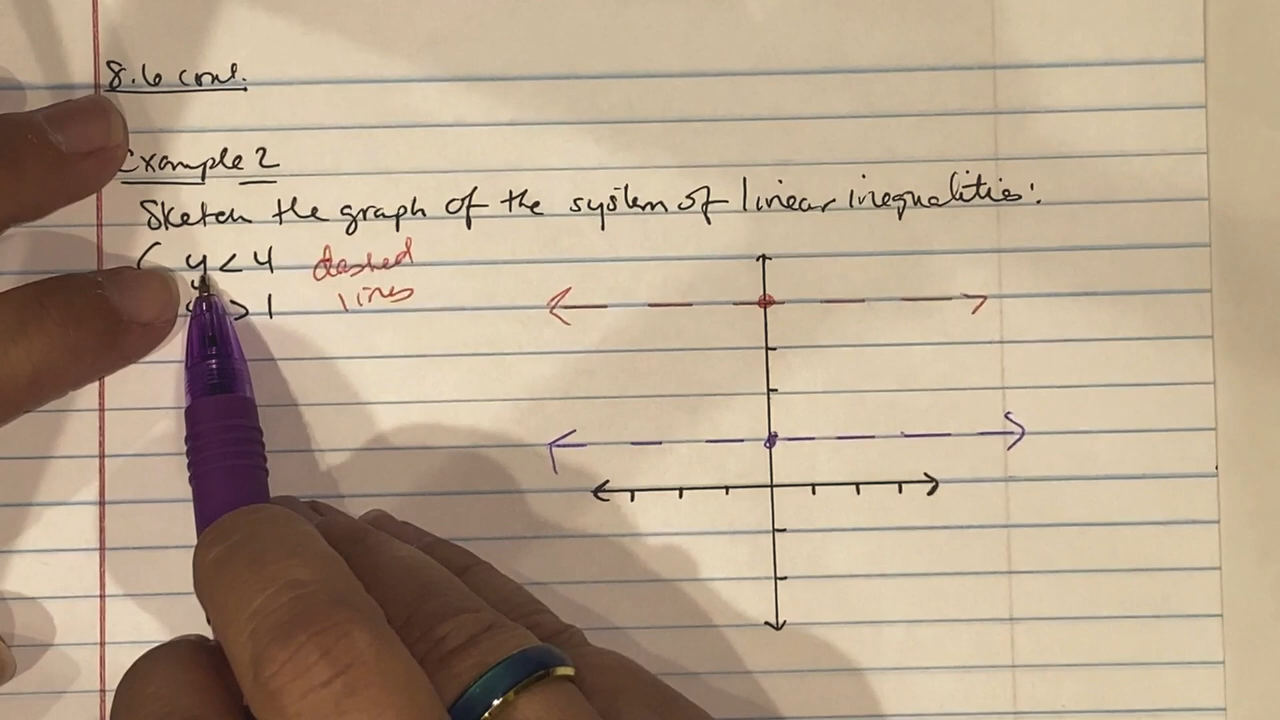 8.6 cont.
Example 2
Sketch the graph of the system of linear inequalities:
y < 4 dashed
y > 1 lines